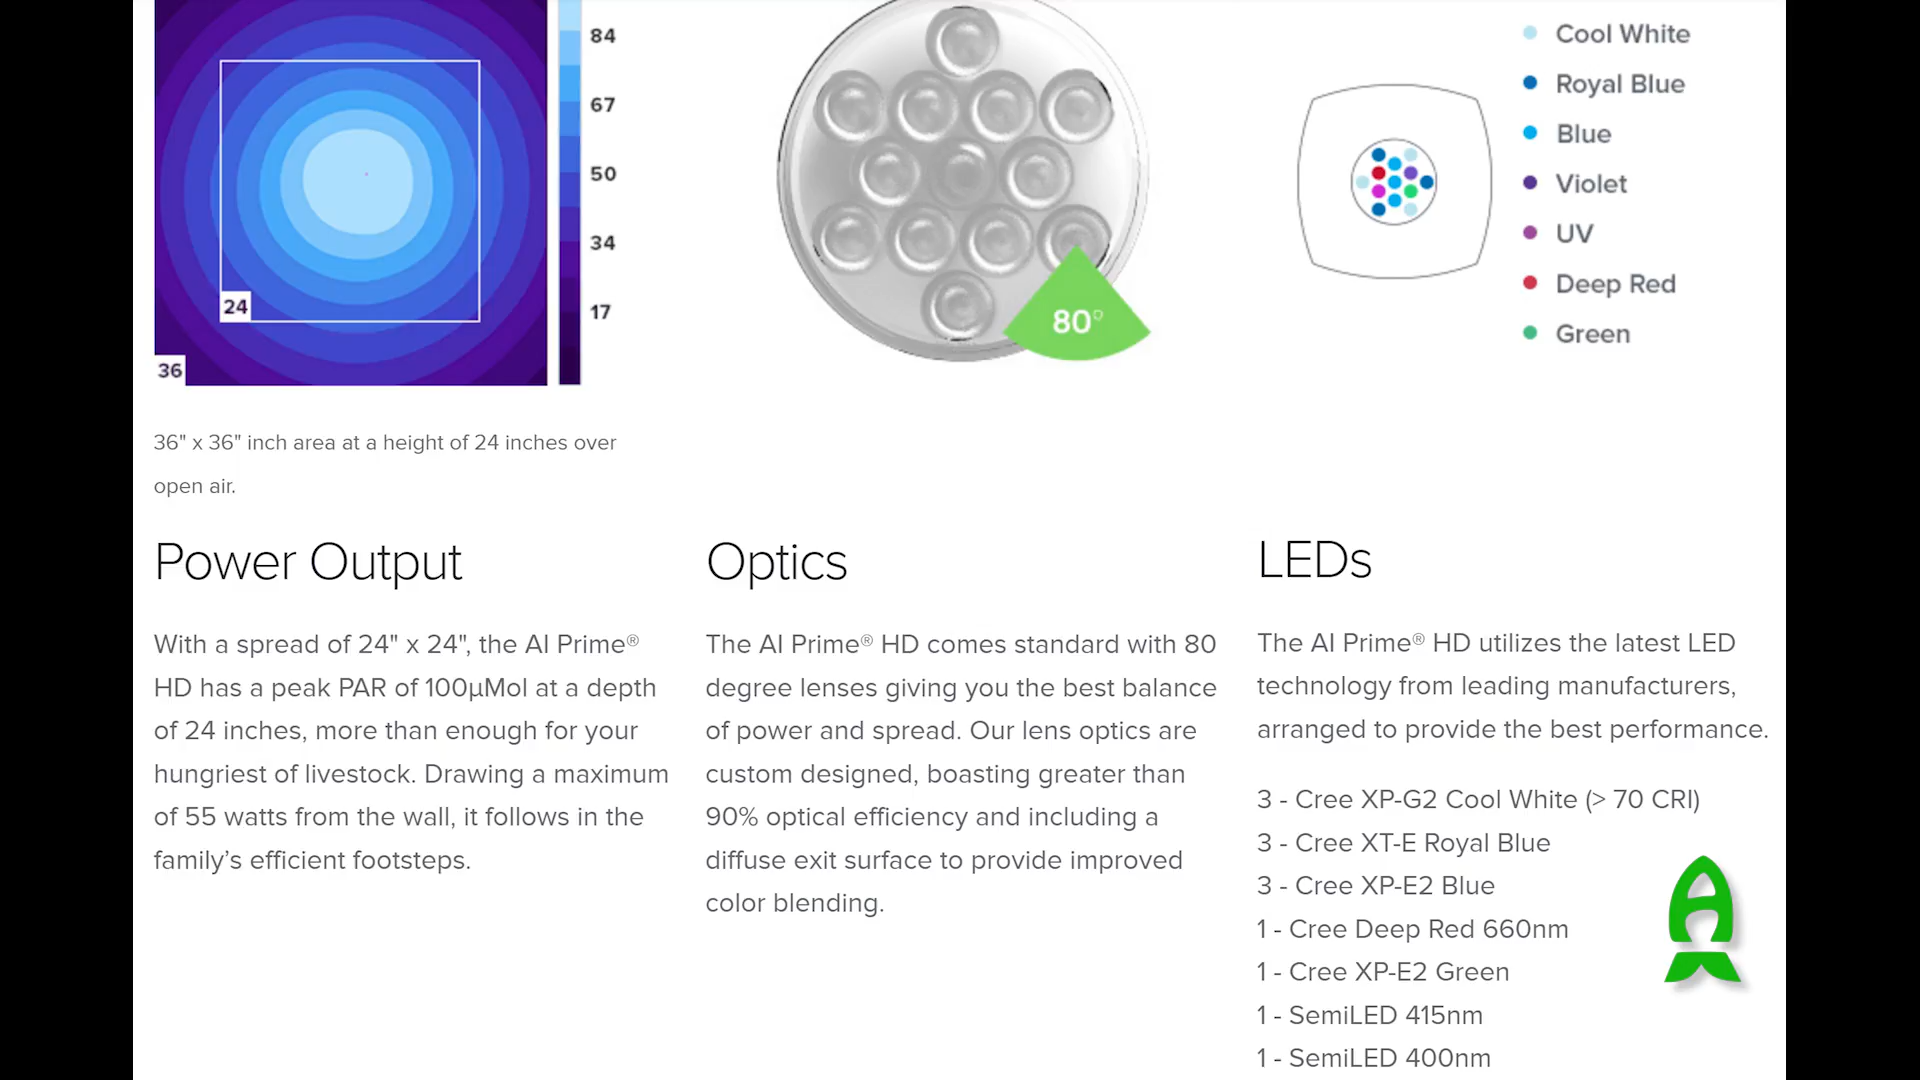 84
67
50
34
17
24
36
80°
Cool White
Royal Blue
Blue
Violet
UV
Deep Red
Green
36" x 36" inch area at a height of 24 inches over
open air.
Power Output
With a spread of 24" x 24", the AI Prime®
HD has a peak PAR of 100µMol at a depth
of 24 inches, more than enough for your
hungriest of livestock. Drawing a maximum
of 55 watts from the wall, it follows in the
family’s efficient footsteps.
Optics
The AI Prime® HD comes standard with 80
degree lenses giving you the best balance
of power and spread. Our lens optics are
custom designed, boasting greater than
90% optical efficiency and including a
diffuse exit surface to provide improved
color blending.
LEDs
The AI Prime® HD utilizes the latest LED
technology from leading manufacturers,
arranged to provide the best performance.
3 - Cree XP-G2 Cool White (> 70 CRI)
3 - Cree XT-E Royal Blue
3 - Cree XP-E2 Blue
1 - Cree Deep Red 660nm
1 - Cree XP-E2 Green
1 - SemiLED 415nm
1 - SemiLED 400nm